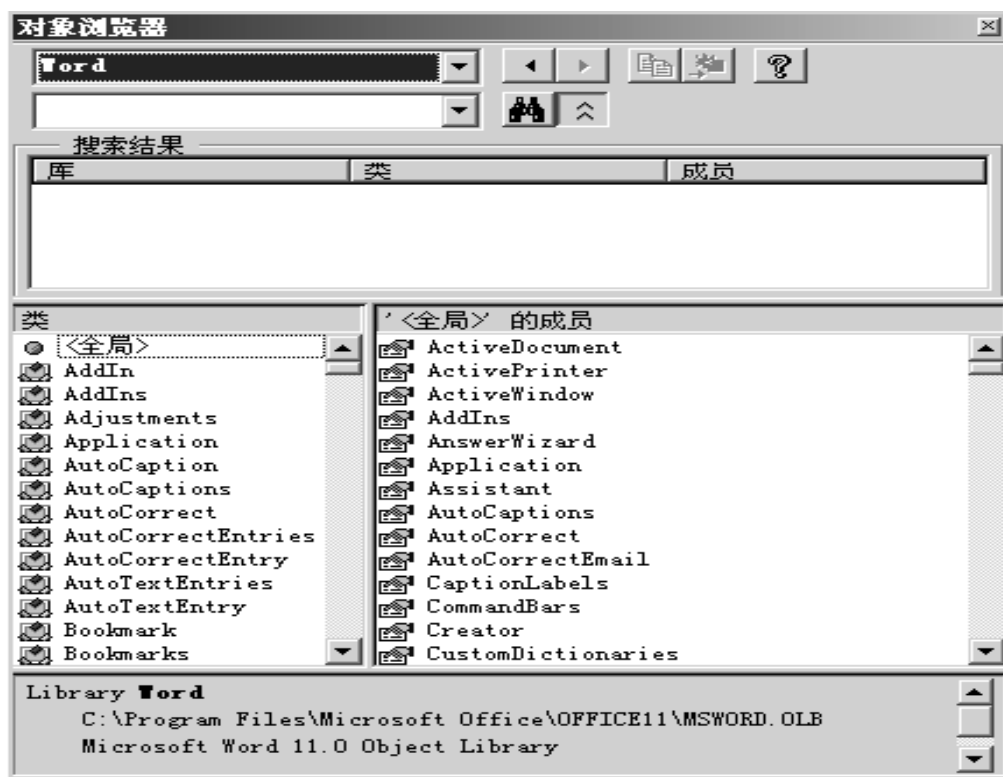 对象浏览器
Word
搜索结果
库 类 成员
类
<全局>
AddIn
AddIns
Adjustments
Application
AutoCaption
AutoCaptions
AutoCorrect
AutoCorrectEntries
AutoCorrectEntry
AutoTextEntries
AutoTextEntry
Bookmark
Bookmarks
'<全局>' 的成员
ActiveDocument
ActivePrinter
ActiveWindow
AddIns
AnswerWizard
Application
Assistant
AutoCaptions
AutoCorrect
AutoCorrectEmail
CaptionLabels
CommandBars
Creator
CustomDictionaries
Library Word
C:\Program Files\Microsoft Office\OFFICE11\MSWORD.OLB
Microsoft Word 11.0 Object Library